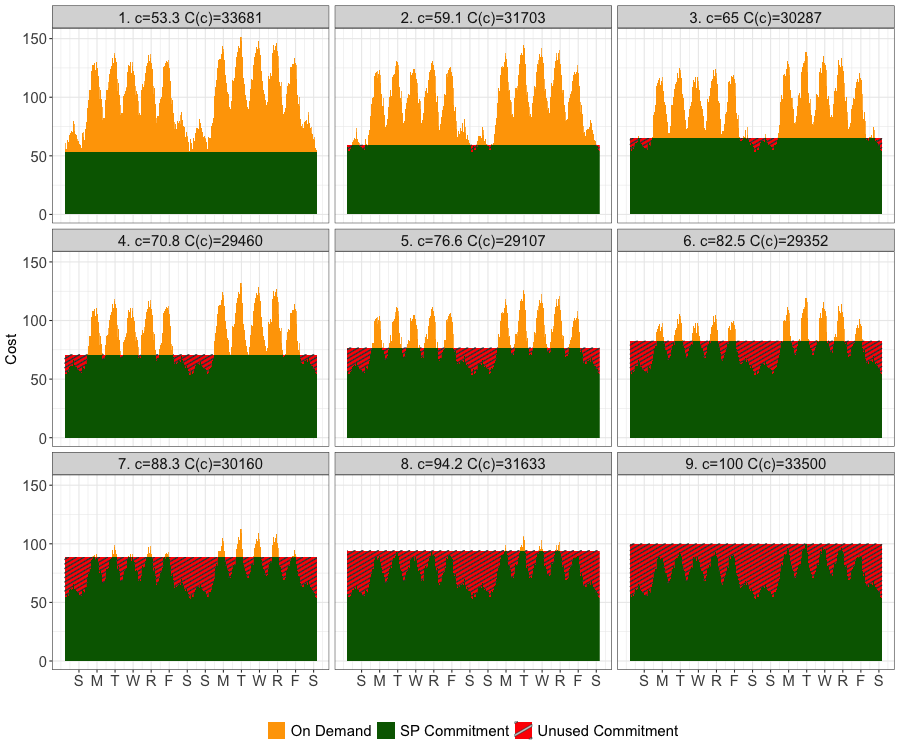 1. c=53.3 C(c)=33681
2. c=59.1 C(c)=31703
3. c=65 C(c)=30287
150
100
50
0
4. c=70.8 C(c)=29460
5. c=76.6 C(c)=29107
6. c=82.5 C(c)=29352
150
100
50
0
Cost
7. c=88.3 C(c)=30160
8. c=94.2 C(c)=31633
9. c=100 C(c)=33500
150
100
50
0
S M T W R F S S M T W R F S
S M T W R F S S M T W R F S
S M T W R F S S M T W R F S
On Demand SP Commitment Unused Commitment